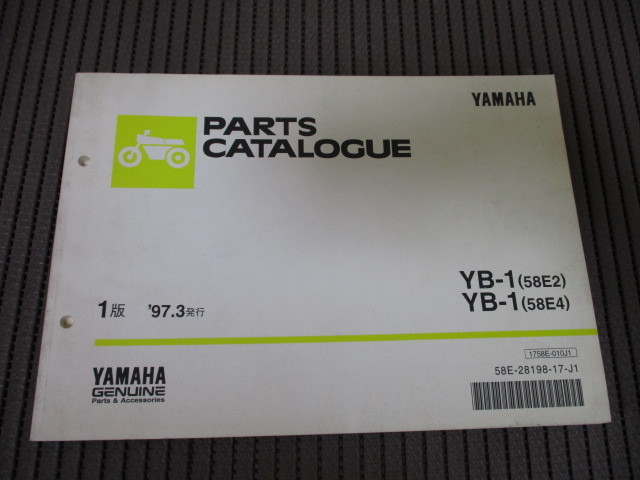 YAMAHA
PARTS
CATALOGUE
YB-1(58E2)
YB-1(58E4)
1版 '97.3発行
1758E-010J1
58E-28198-17-J1
YAMAHA
GENUINE
Parts & Accessories